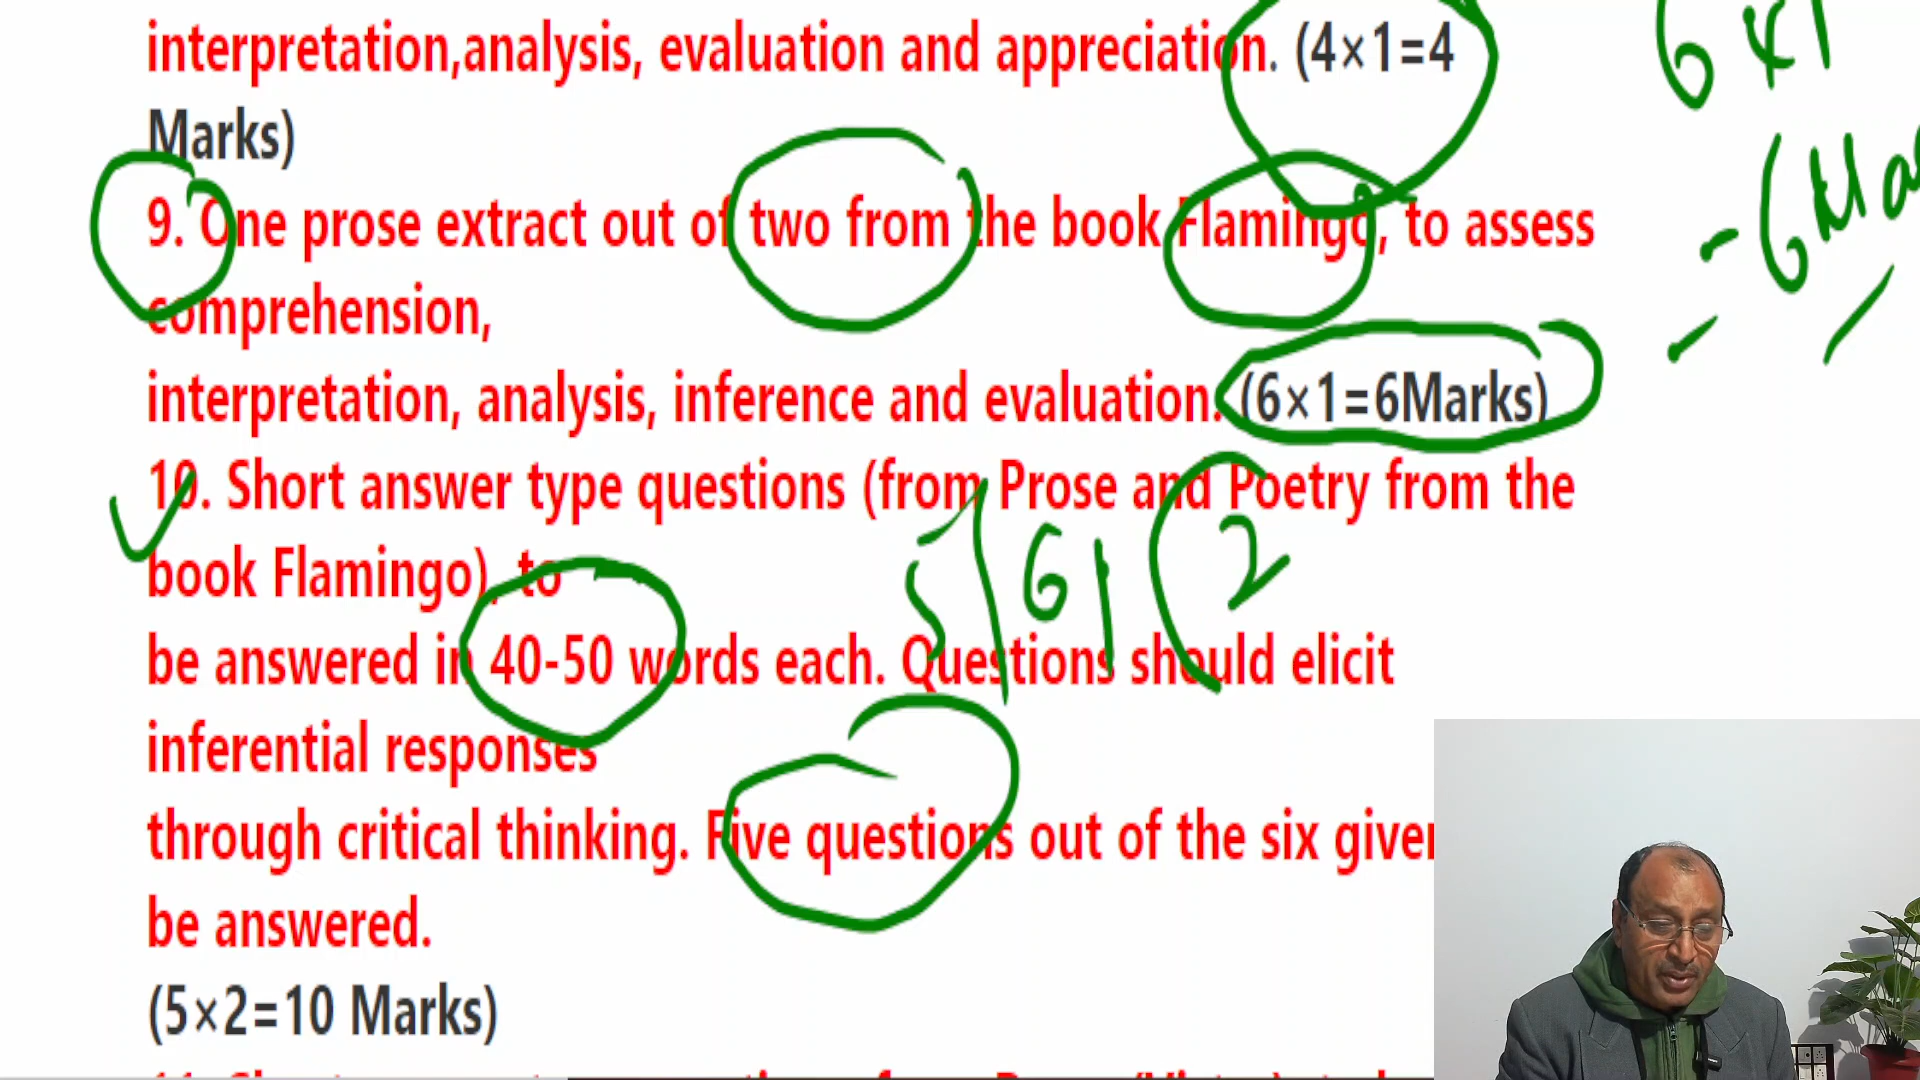 interpretation,analysis, evaluation and appreciation. (4×1=4
Marks)
9. One prose extract out of two from the book Flamingo, to assess
comprehension,
interpretation, analysis, inference and evaluation. (6×1=6Marks)
10. Short answer type questions (from Prose and Poetry from the
book Flamingo), to
be answered in 40-50 words each. Questions should elicit
inferential responses
through critical thinking. Five questions out of the six given
be answered.
(5×2=10 Marks)
6 x 1
5 6 2